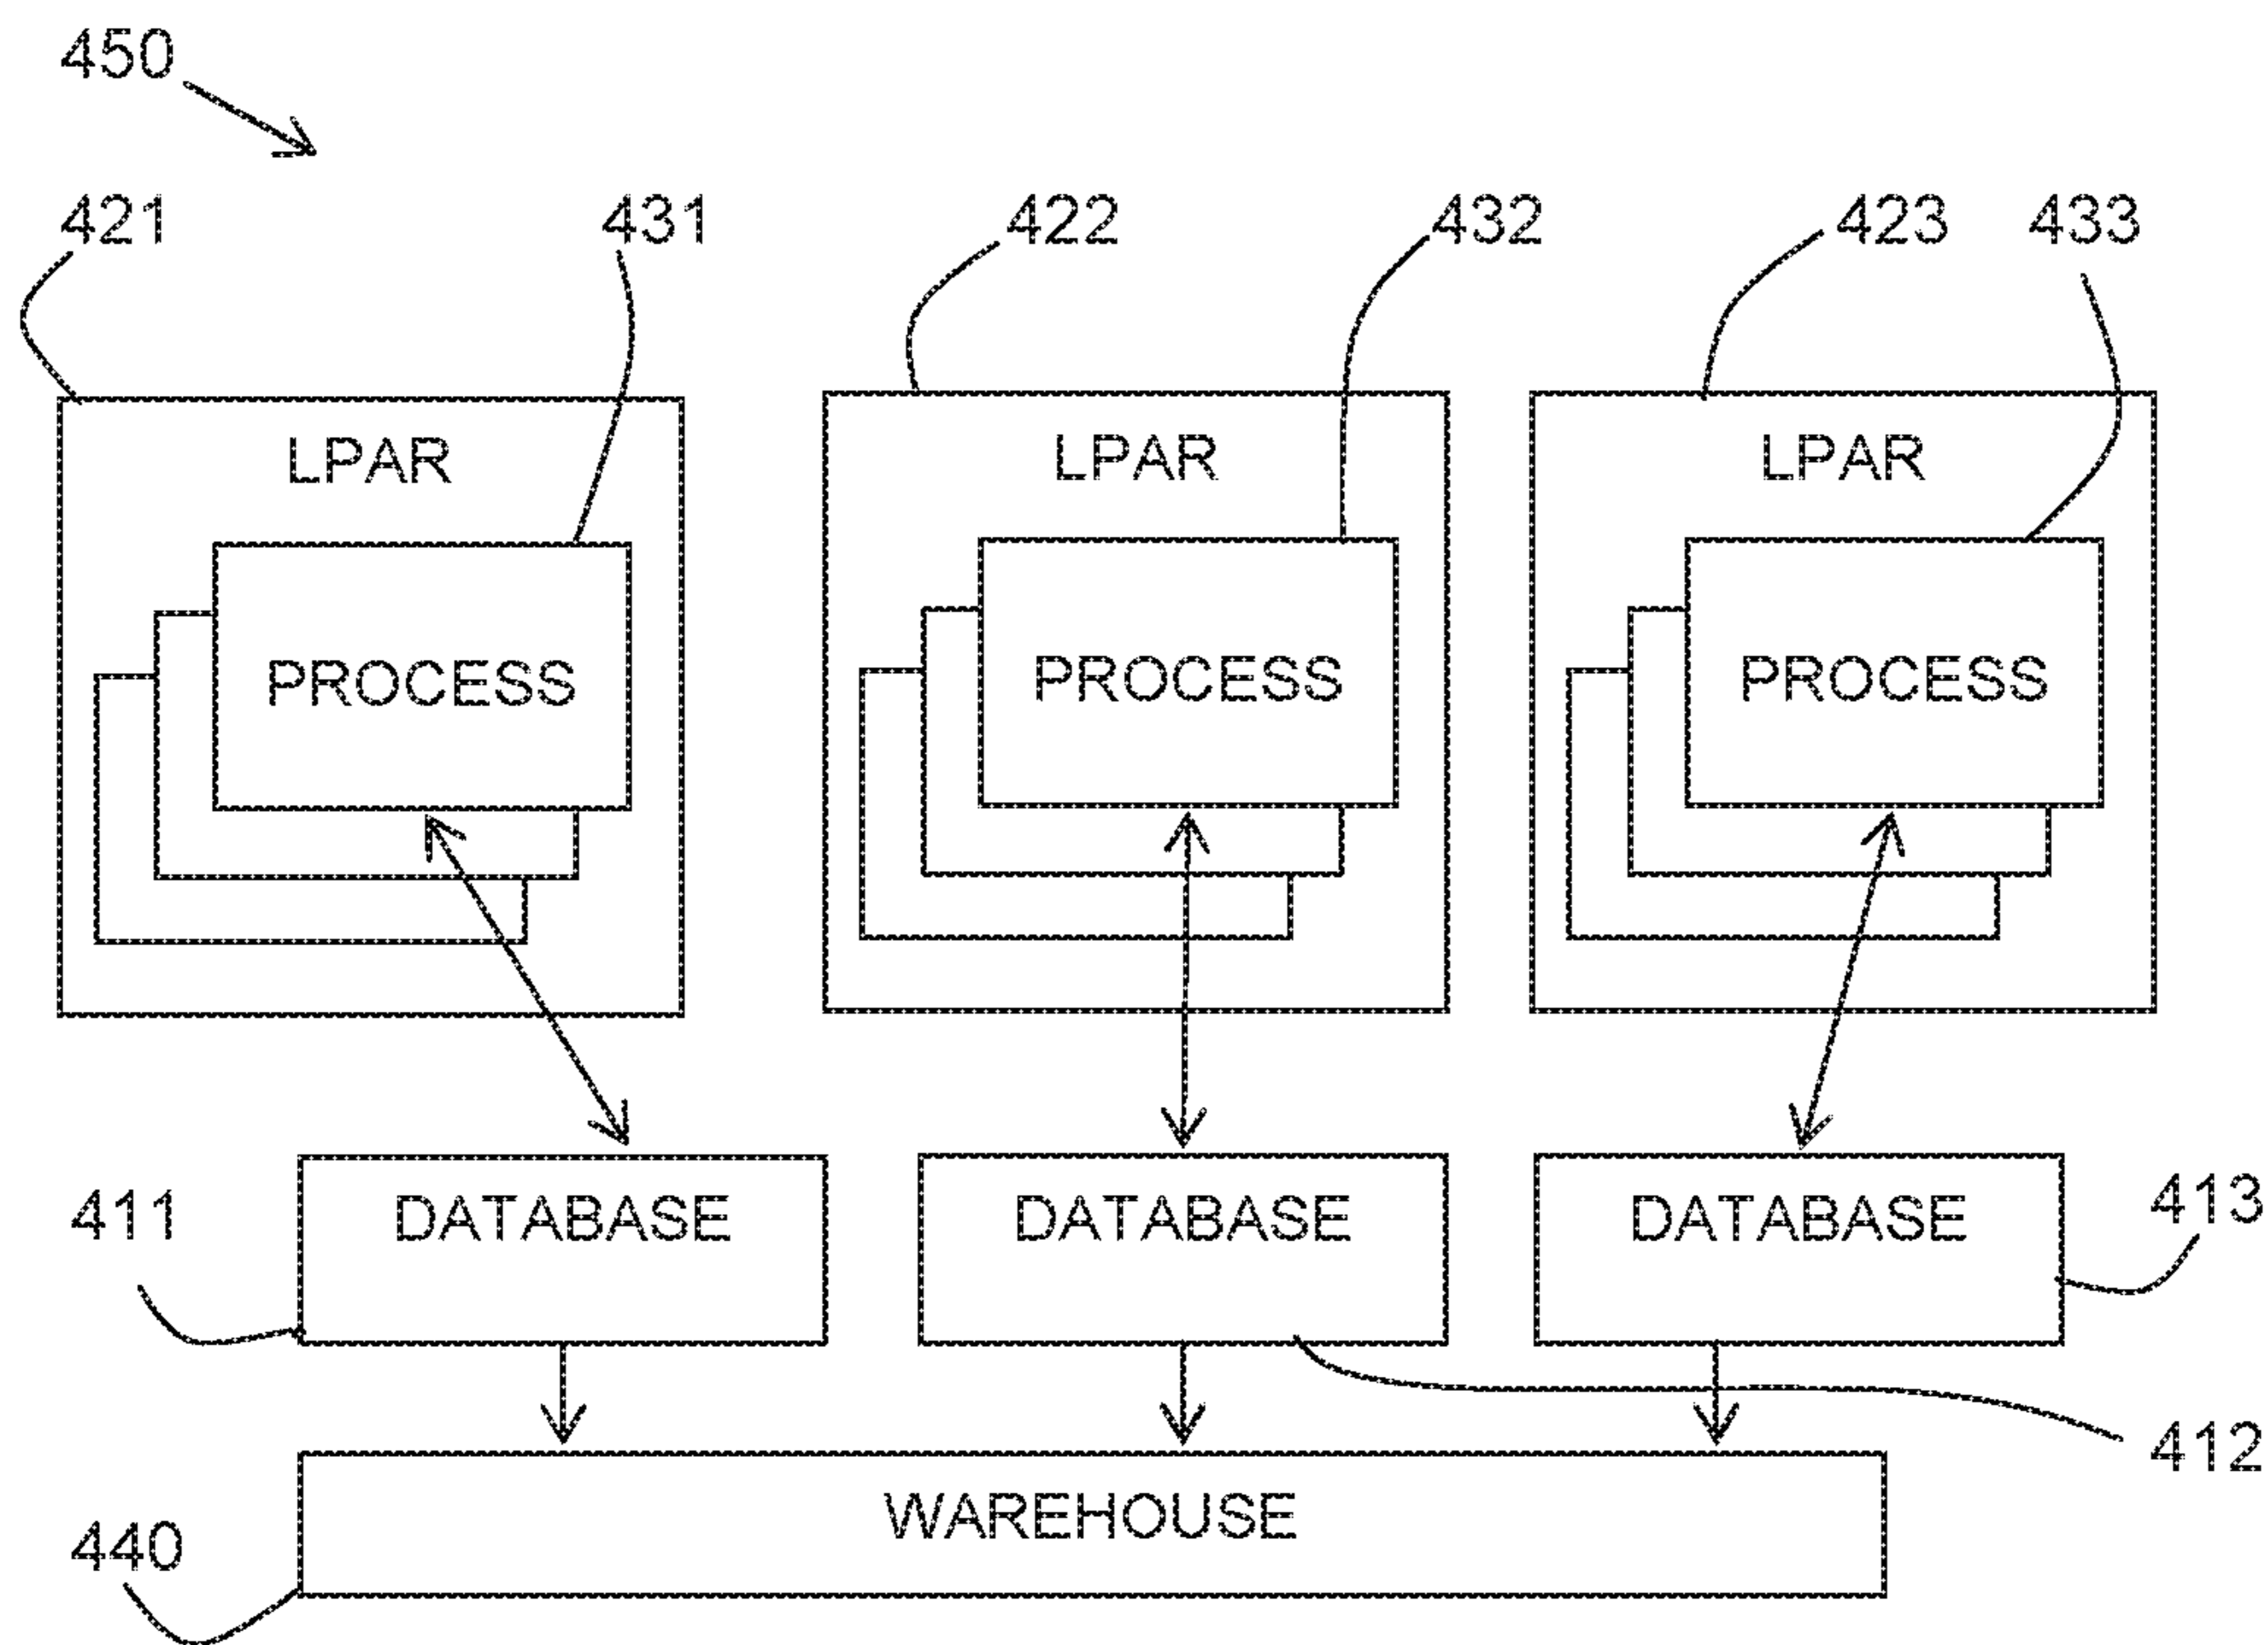 450
421 431 422 432 423 433
LPAR LPAR LPAR
PROCESS PROCESS PROCESS
411 DATABASE DATABASE DATABASE 413
412
WAREHOUSE
440